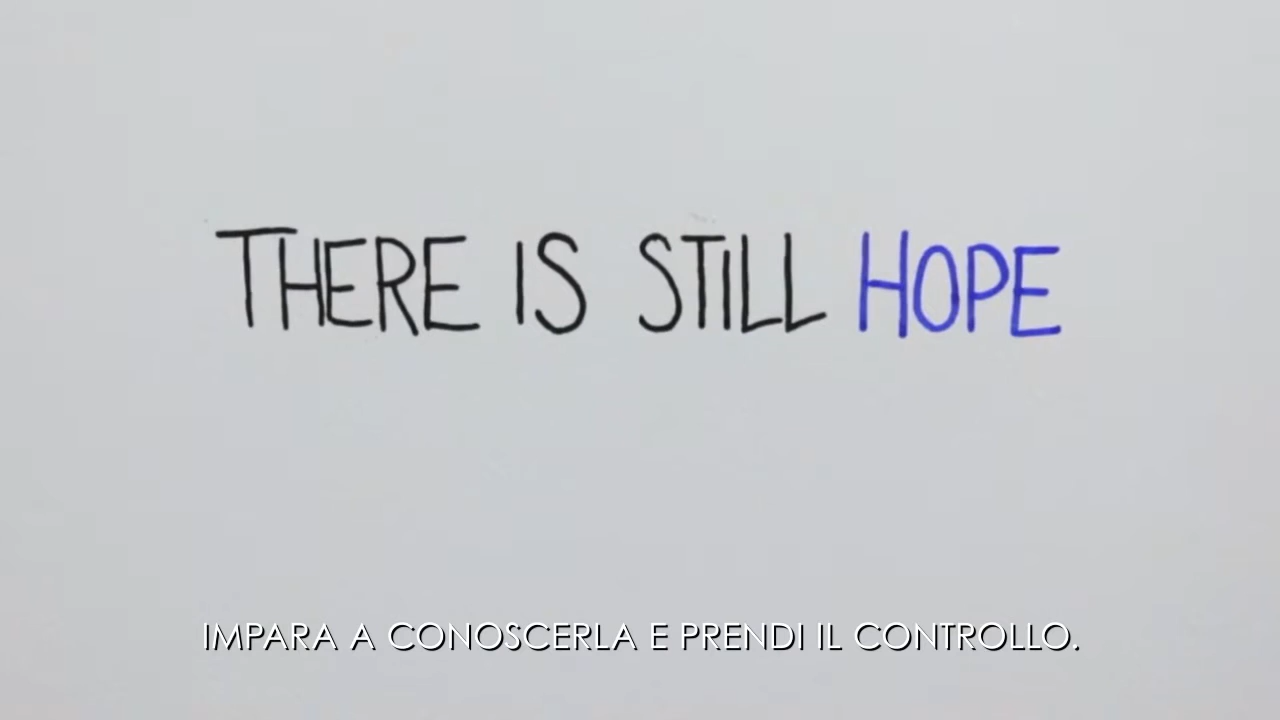 THERE IS STILL HOPE
IMPARA A CONOSCERLA E PRENDI IL CONTROLLO.